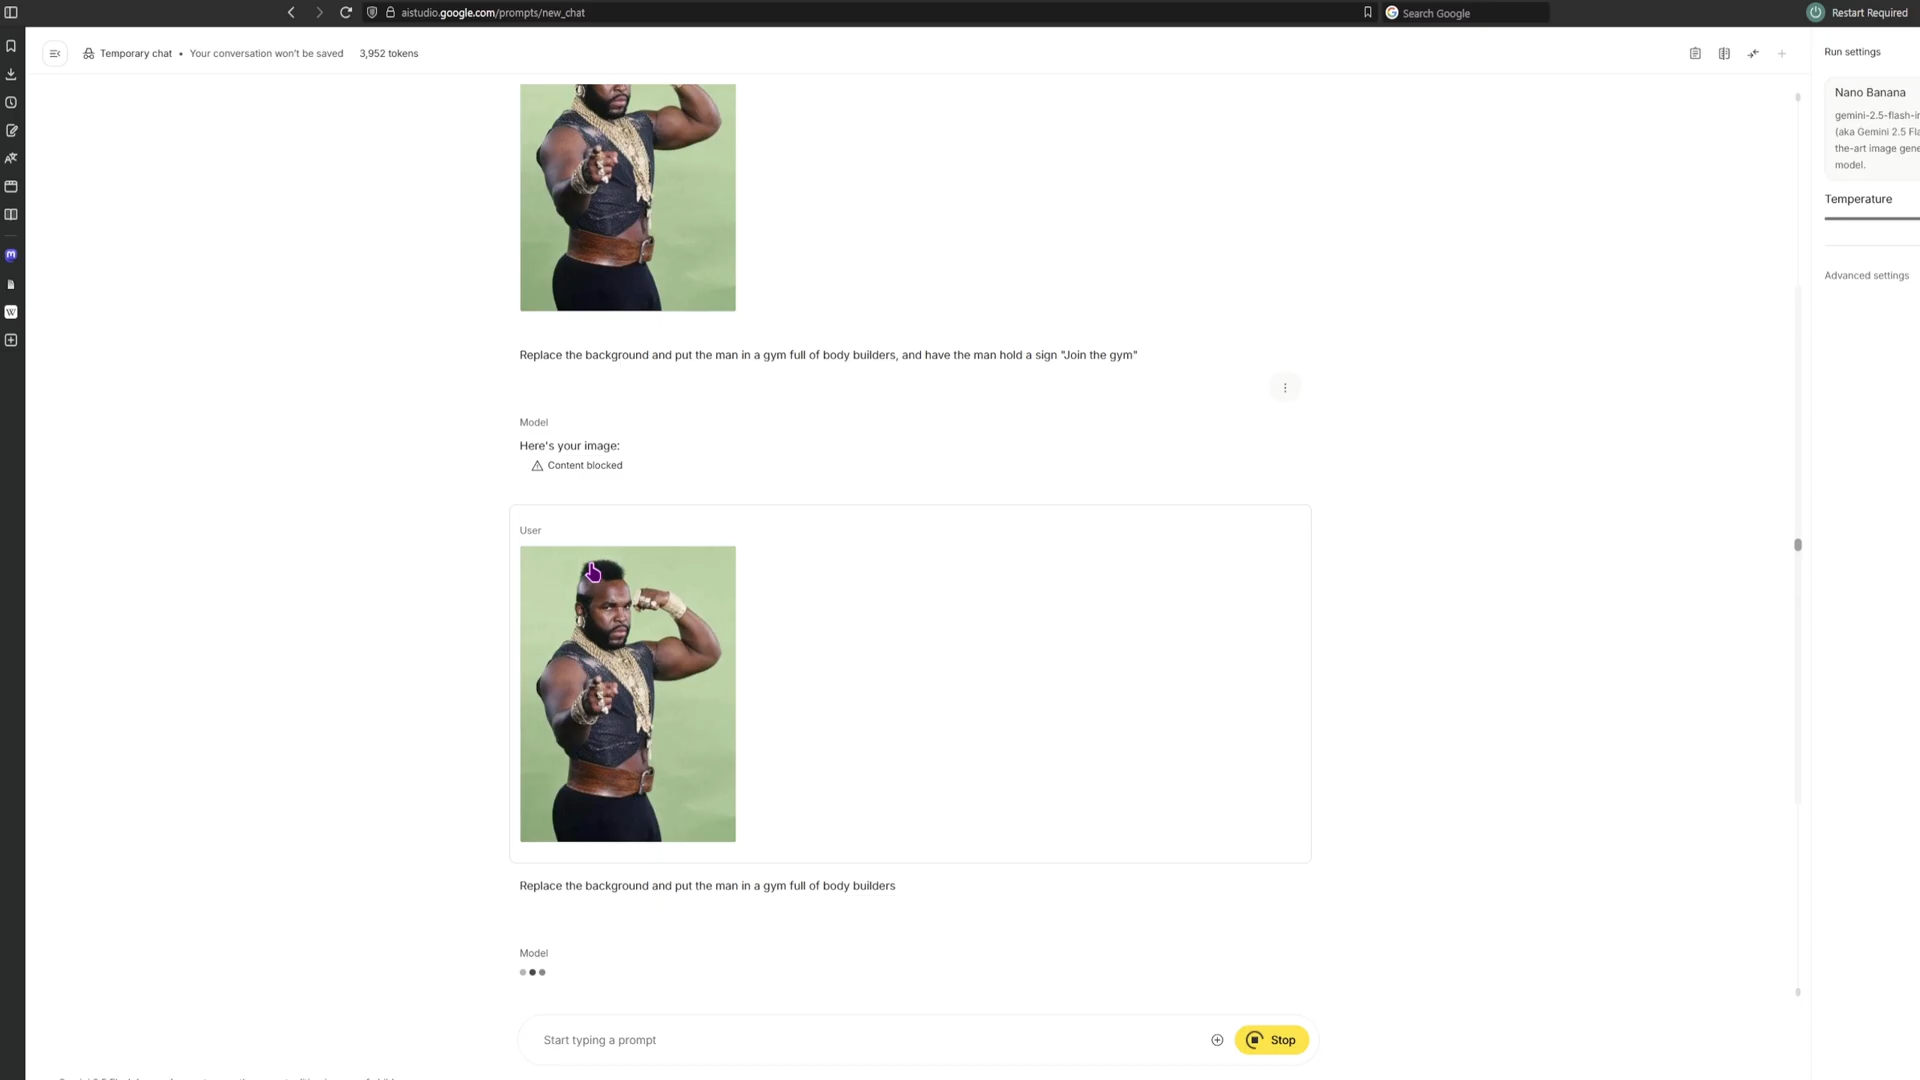 aistudio.google.com/prompts/new_chat
Search Google
Restart Required
Temporary chat • Your conversation won't be saved 3,952 tokens
Run settings
Nano Banana
gemini-2.5-flash-i
(aka Gemini 2.5 Fla
the-art image gene
model.
Temperature
Advanced settings
Replace the background and put the man in a gym full of body builders, and have the man hold a sign "Join the gym"
Model
Here's your image:
Content blocked
User
Replace the background and put the man in a gym full of body builders
Model
Start typing a prompt
Stop